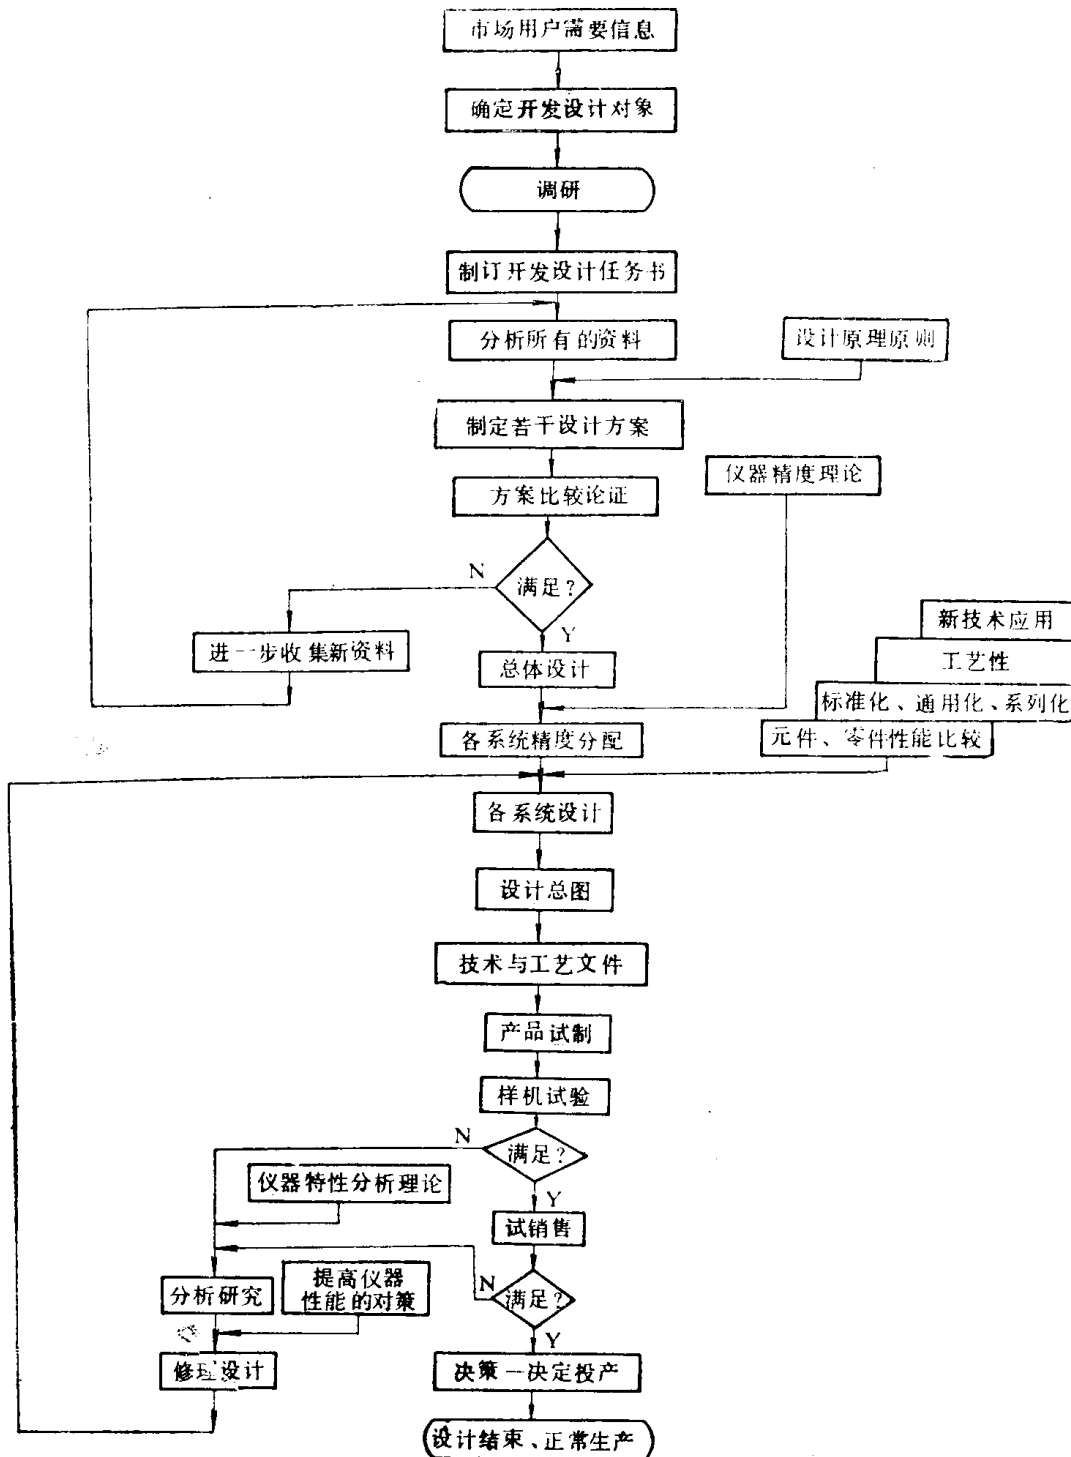 市场用户需要信息
确定开发设计对象
调研
制订开发设计任务书
分析所有的资料
设计原理原则
制定若干设计方案
仪器精度理论
方案比较论证
满足?
N
Y
新技术应用
进一步收集新资料
总体设计
工艺性
标准化、通用化、系列化
各系统精度分配
元件、零件性能比较
各系统设计
设计总图
技术与工艺文件
产品试制
样机试验
N
满足?
仪器特性分析理论
Y
试销售
提高仪器
性能的对策
N
满足?
分析研究
Y
修理设计
决策—决定投产
设计结束、正常生产